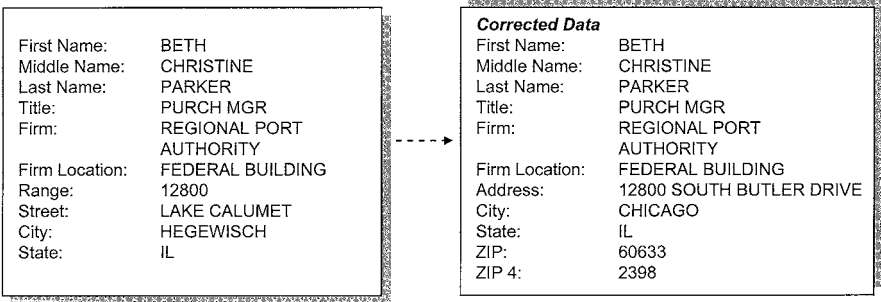 First Name: BETH
Middle Name: CHRISTINE
Last Name: PARKER
Title: PURCH MGR
Firm: REGIONAL PORT
AUTHORITY
Firm Location: FEDERAL BUILDING
Range: 12800
Street: LAKE CALUMET
City: HEGEWISCH
State: IL
Corrected Data
First Name: BETH
Middle Name: CHRISTINE
Last Name: PARKER
Title: PURCH MGR
Firm: REGIONAL PORT
AUTHORITY
Firm Location: FEDERAL BUILDING
Address: 12800 SOUTH BUTLER DRIVE
City: CHICAGO
State: IL
ZIP: 60633
ZIP 4: 2398